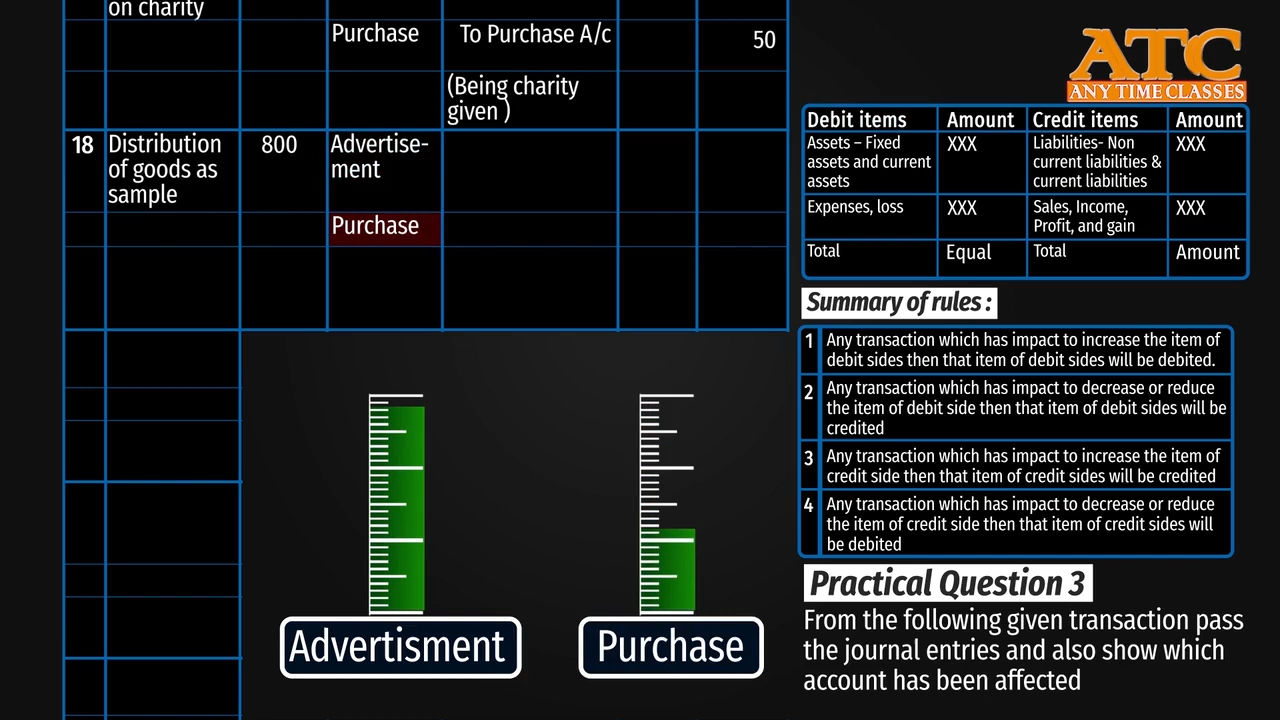 on charity
Purchase
To Purchase A/c
50
(Being charity
given )
18
Distribution
of goods as
sample
800
Advertise-
ment
Purchase
Advertisment
Purchase
ATC
ANY TIME CLASSES
Debit items Amount Credit items Amount
Assets – Fixed
assets and current
assets
XXX
Liabilities- Non
current liabilities &
current liabilities
XXX
Expenses, loss
XXX
Sales, Income,
Profit, and gain
XXX
Total Equal Total Amount
Summary of rules :
1 Any transaction which has impact to increase the item of
debit sides then that item of debit sides will be debited.
2 Any transaction which has impact to decrease or reduce
the item of debit side then that item of debit sides will be
credited
3 Any transaction which has impact to increase the item of
credit side then that item of credit sides will be credited
4 Any transaction which has impact to decrease or reduce
the item of credit side then that item of credit sides will
be debited
Practical Question 3
From the following given transaction pass
the journal entries and also show which
account has been affected